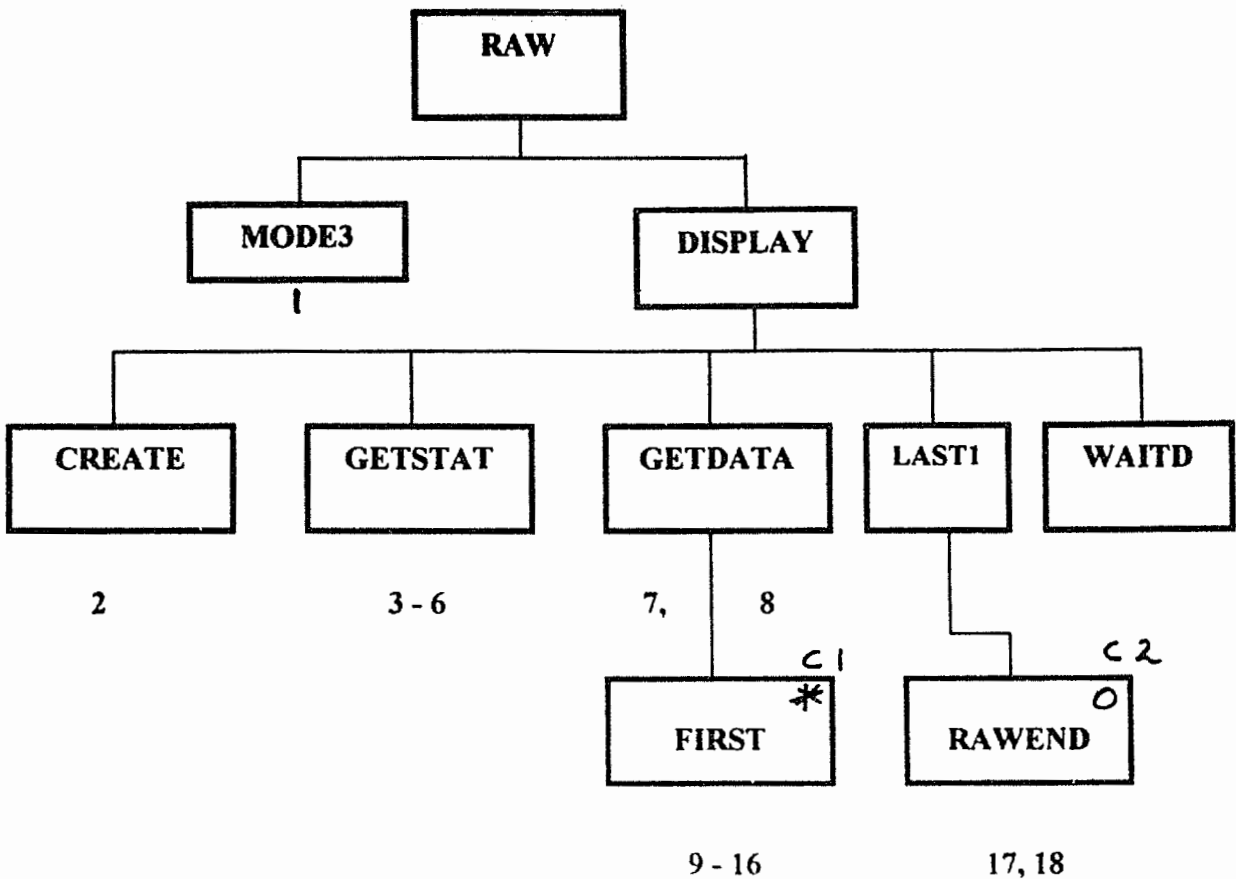 RAW
MODE3
DISPLAY
1
CREATE
GETSTAT
GETDATA
LAST1
WAITD
2
3 - 6
7,
8
C1
*
C2
O
FIRST
RAWEND
9 - 16
17, 18